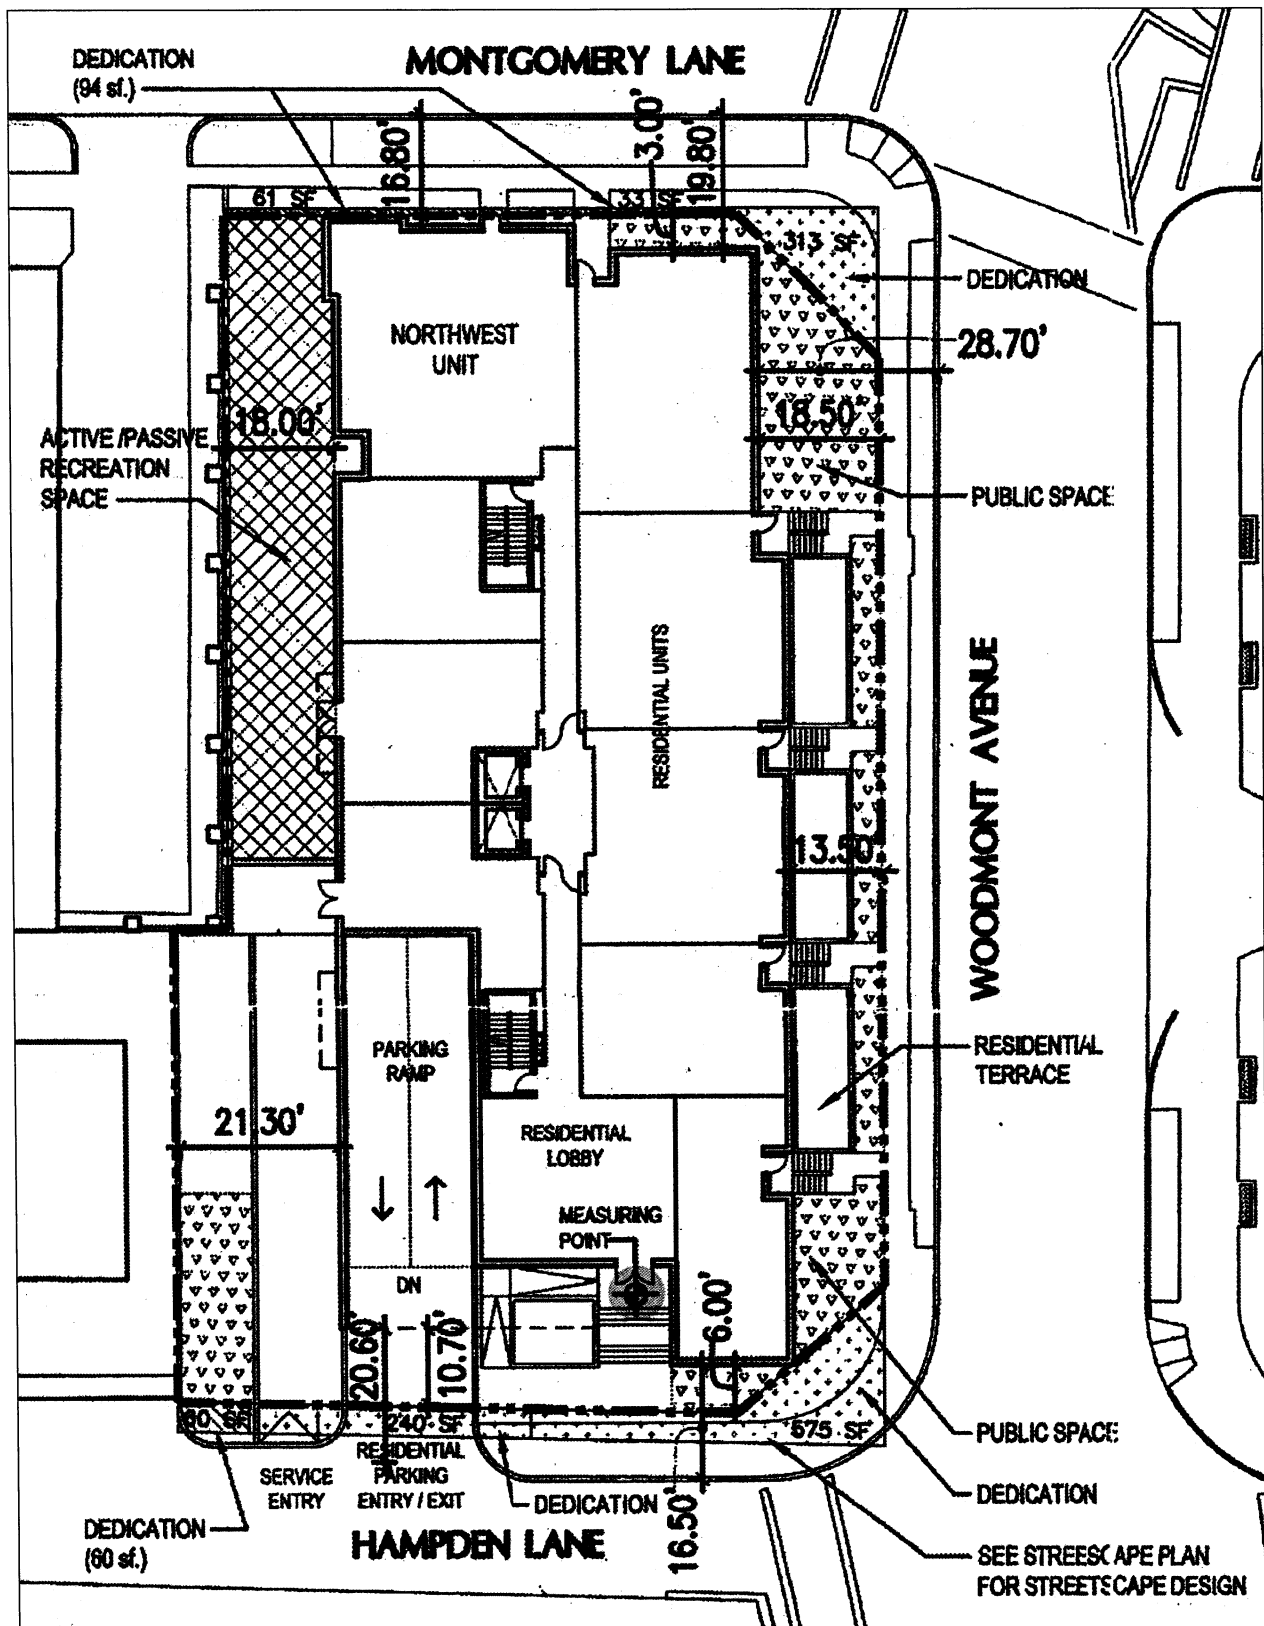 DEDICATION
(94 sf.)
MONTGOMERY LANE
16.80'
3.00'
19.80'
61 SF
33 SF
313 SF
DEDICATION
28.70'
NORTHWEST
UNIT
18.00'
18.50'
ACTIVE/PASSIVE
RECREATION
SPACE
PUBLIC SPACE
RESIDENTIAL UNITS
WOODMONT AVENUE
13.50'
PARKING
RAMP
RESIDENTIAL
TERRACE
21.30'
RESIDENTIAL
LOBBY
MEASURING
POINT
DN
20.60'
10.70'
6.00'
60 SF
240 SF
575 SF
PUBLIC SPACE
SERVICE
ENTRY
RESIDENTIAL
PARKING
ENTRY / EXIT
DEDICATION
16.50'
DEDICATION
DEDICATION
(60 sf.)
HAMPDEN LANE
SEE STREESCAPE PLAN
FOR STREETSCAPE DESIGN